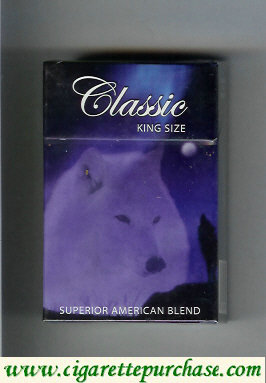 Classic
KING SIZE
SUPERIOR AMERICAN BLEND
www.cigarettepurchase.com